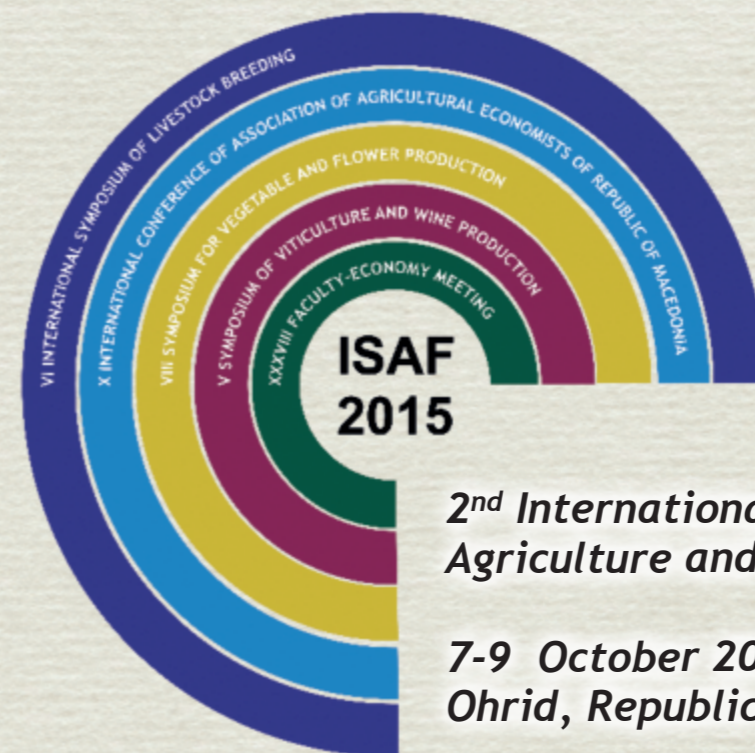 VI INTERNATIONAL SYMPOSIUM OF LIVESTOCK BREEDING
X INTERNATIONAL CONFERENCE OF ASSOCIATION OF AGRICULTURAL ECONOMISTS OF REPUBLIC OF MACEDONIA
VIII SYMPOSIUM FOR VEGETABLE AND FLOWER PRODUCTION
V SYMPOSIUM OF VITICULTURE AND WINE PRODUCTION
XXXVIII FACULTY-ECONOMY MEETING
ISAF
2015
2nd Internationa
Agriculture and
7-9 October 20
Ohrid, Republic